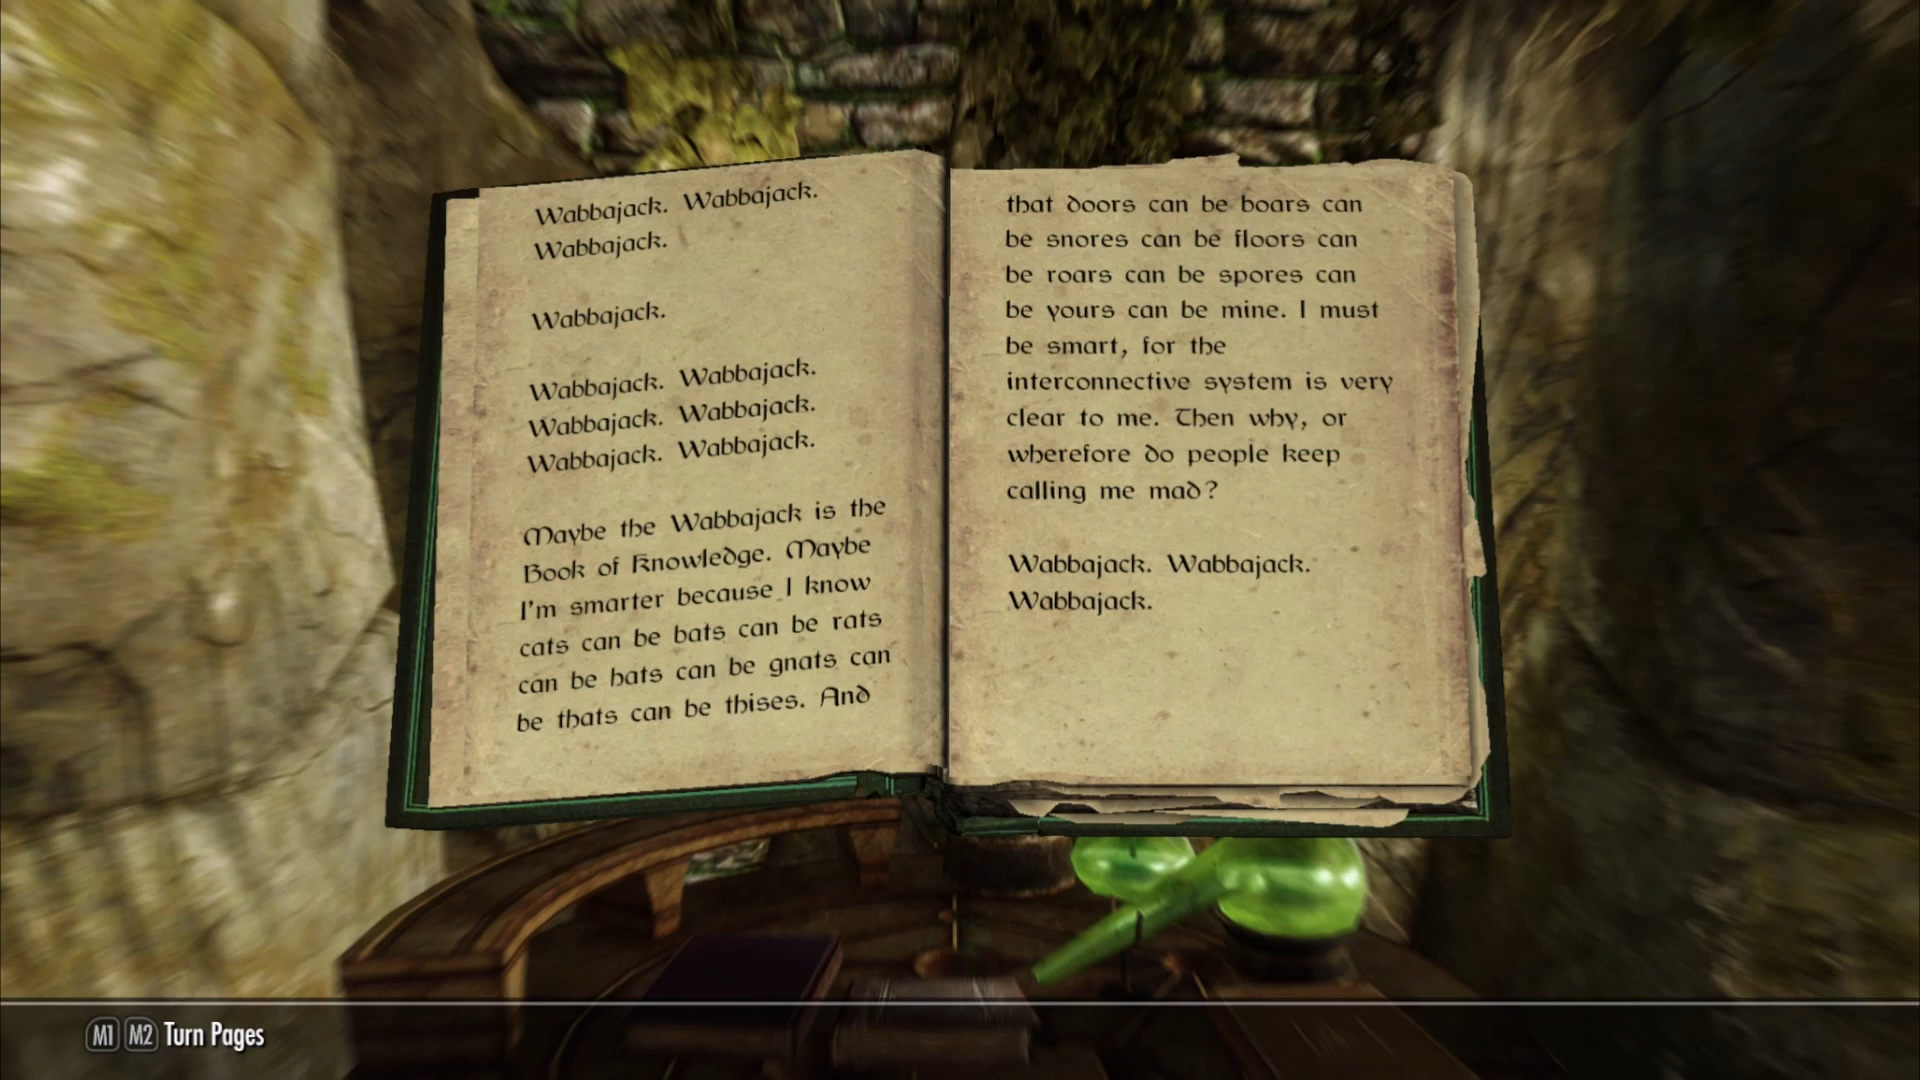 Wabbajack. Wabbajack.
Wabbajack.
Wabbajack.
Wabbajack. Wabbajack.
Wabbajack. Wabbajack.
Wabbajack. Wabbajack.
Maybe the Wabbajack is the
Book of Knowledge. Maybe
I'm smarter because I know
cats can be bats can be rats
can be hats can be gnats can
be thats can be thises. And
that doors can be boars can
be snores can be floors can
be roars can be spores can
be yours can be mine. I must
be smart, for the
interconnective system is very
clear to me. Then why, or
wherefore do people keep
calling me mad?
Wabbajack. Wabbajack.
Wabbajack.
M1 M2 Turn Pages